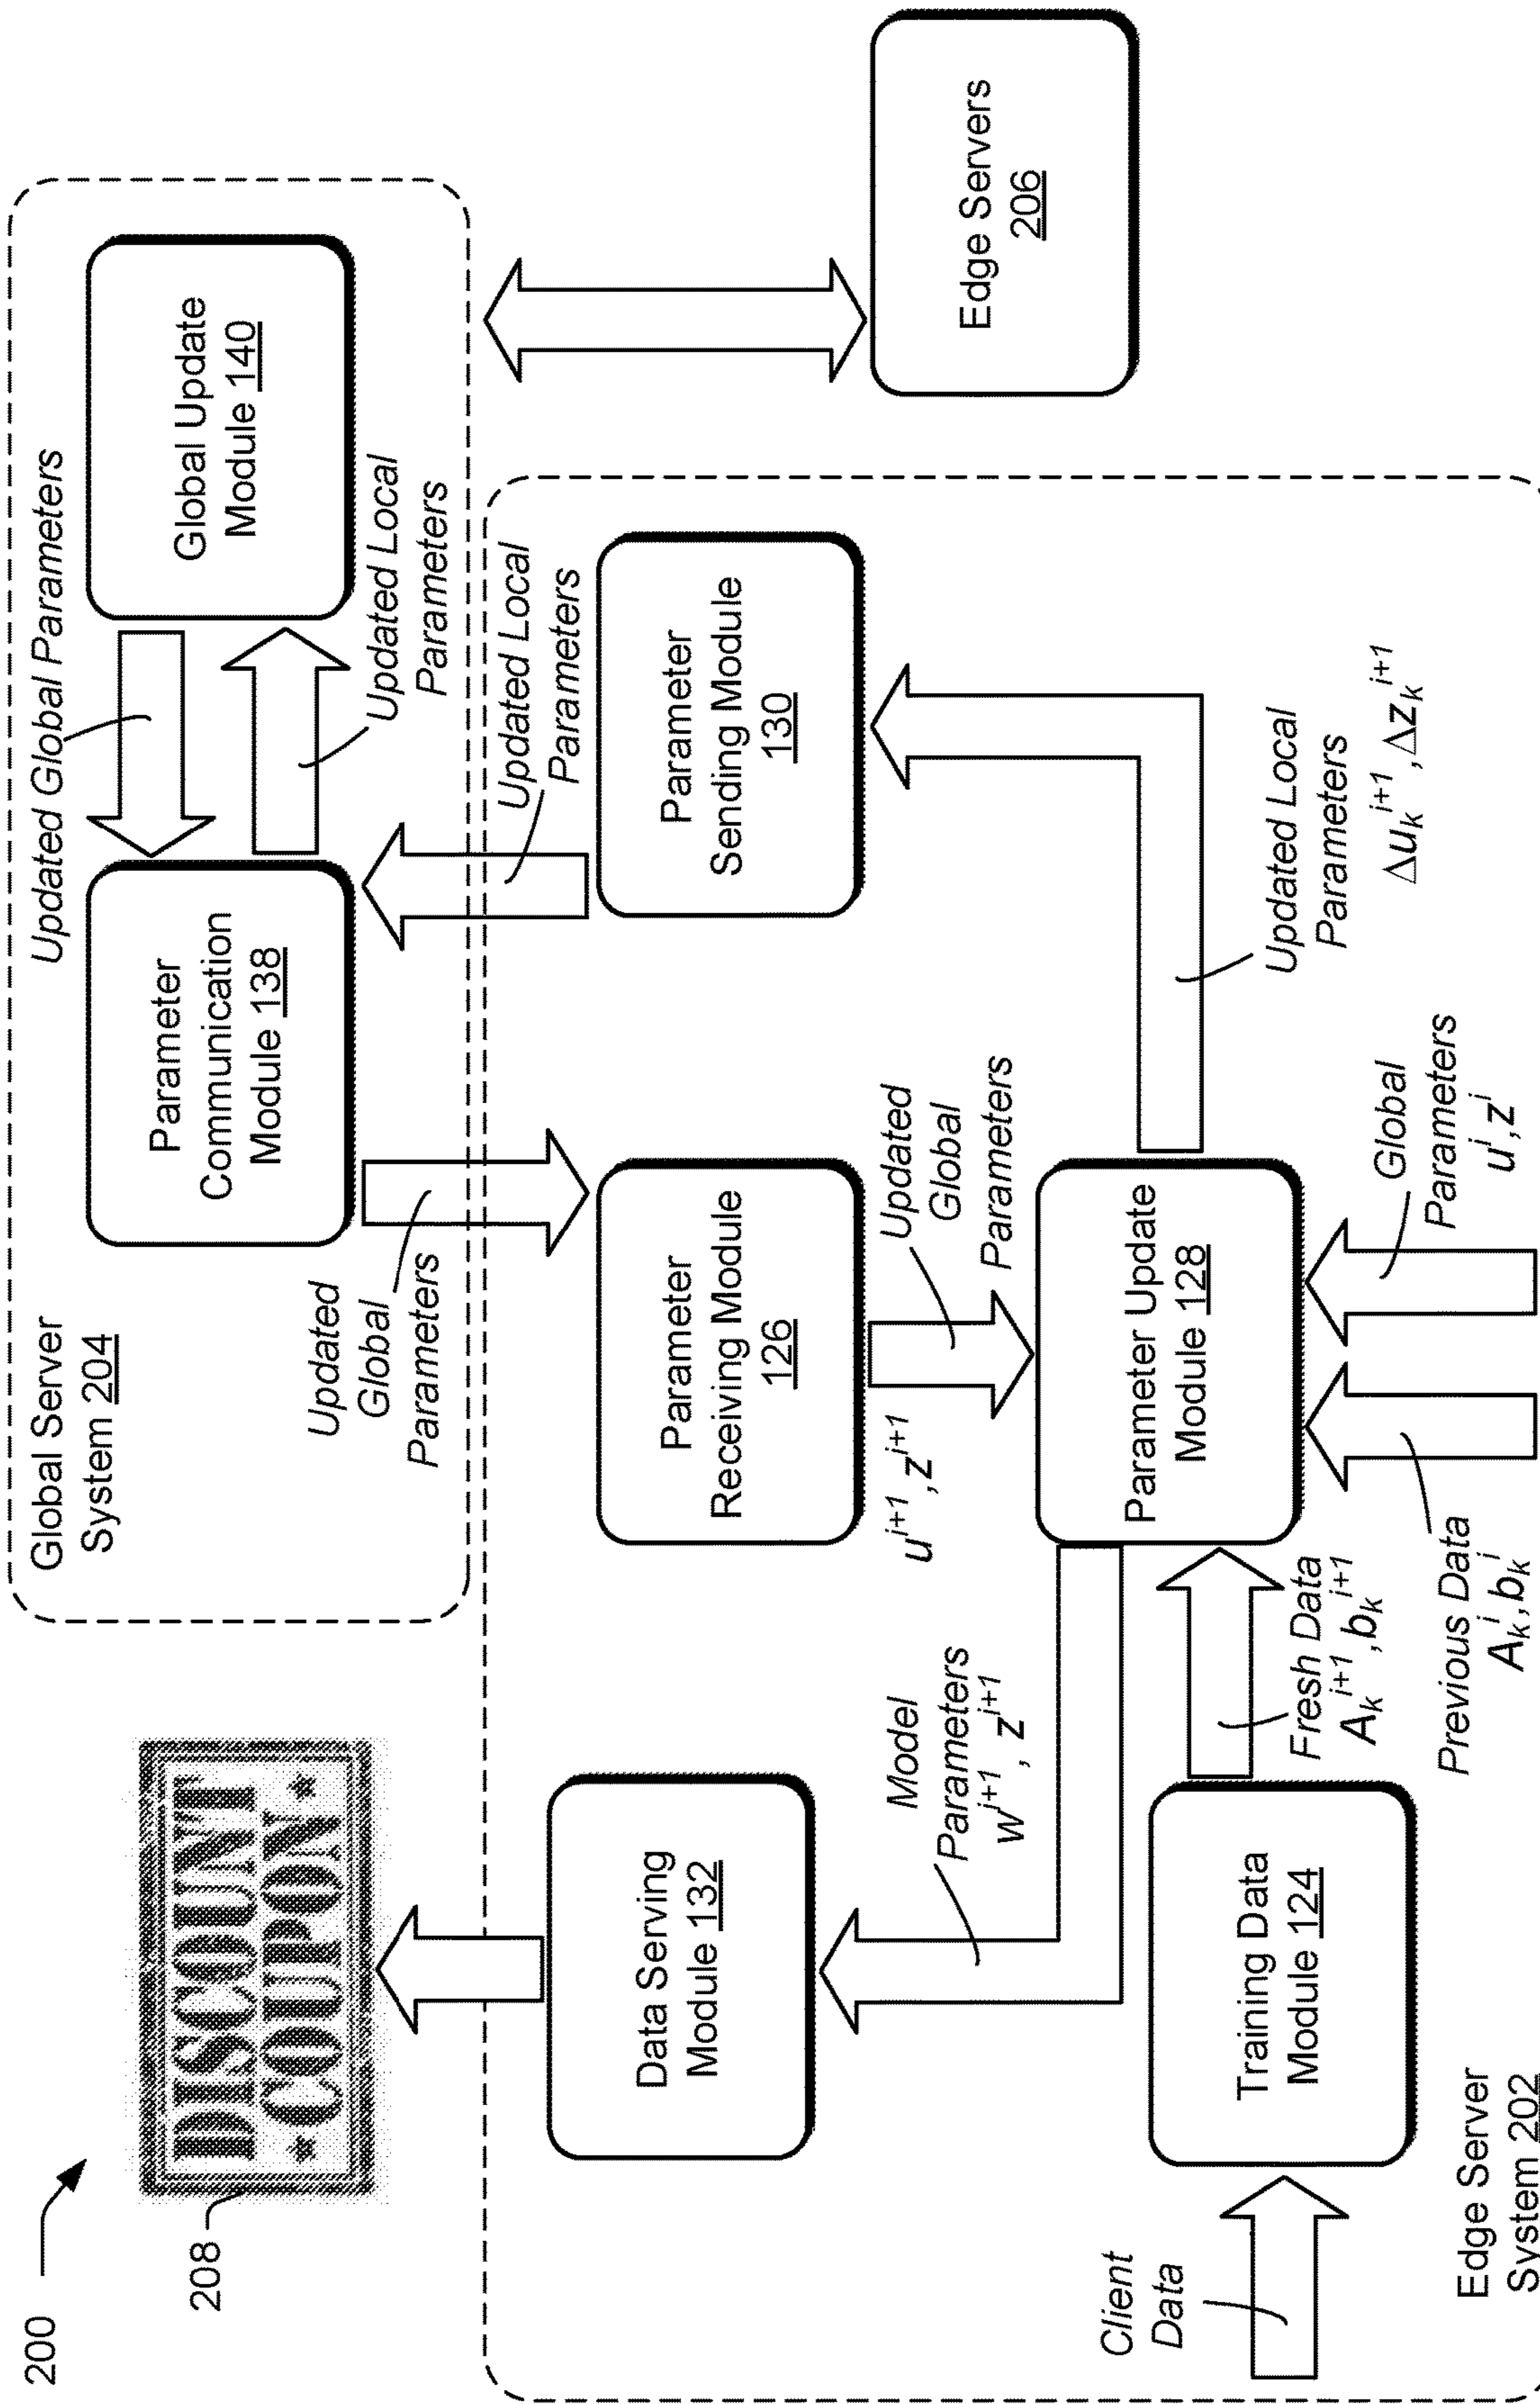 200
208
DISCOUNT
COUPON
Global Server
System 204
Updated Global Parameters
Parameter
Communication
Module 138
Global Update
Module 140
Updated Local
Parameters
Updated
Global
Parameters
Updated Local
Parameters
Data Serving
Module 132
Parameter
Receiving Module
126
Parameter
Sending Module
130
Edge Servers
206
u^{i+1}, z^{i+1}
Updated
Global
Parameters
Model
Parameters
w^{i+1}, z^{i+1}
Client
Data
Training Data
Module 124
Parameter Update
Module 128
Fresh Data
A_k^{i+1}, b_k^{i+1}
Updated Local
Parameters
Δu_k^{i+1}, Δz_k^{i+1}
Previous Data
A_k^i, b_k^i
Global
Parameters
u^i, z^i
Edge Server
System 202